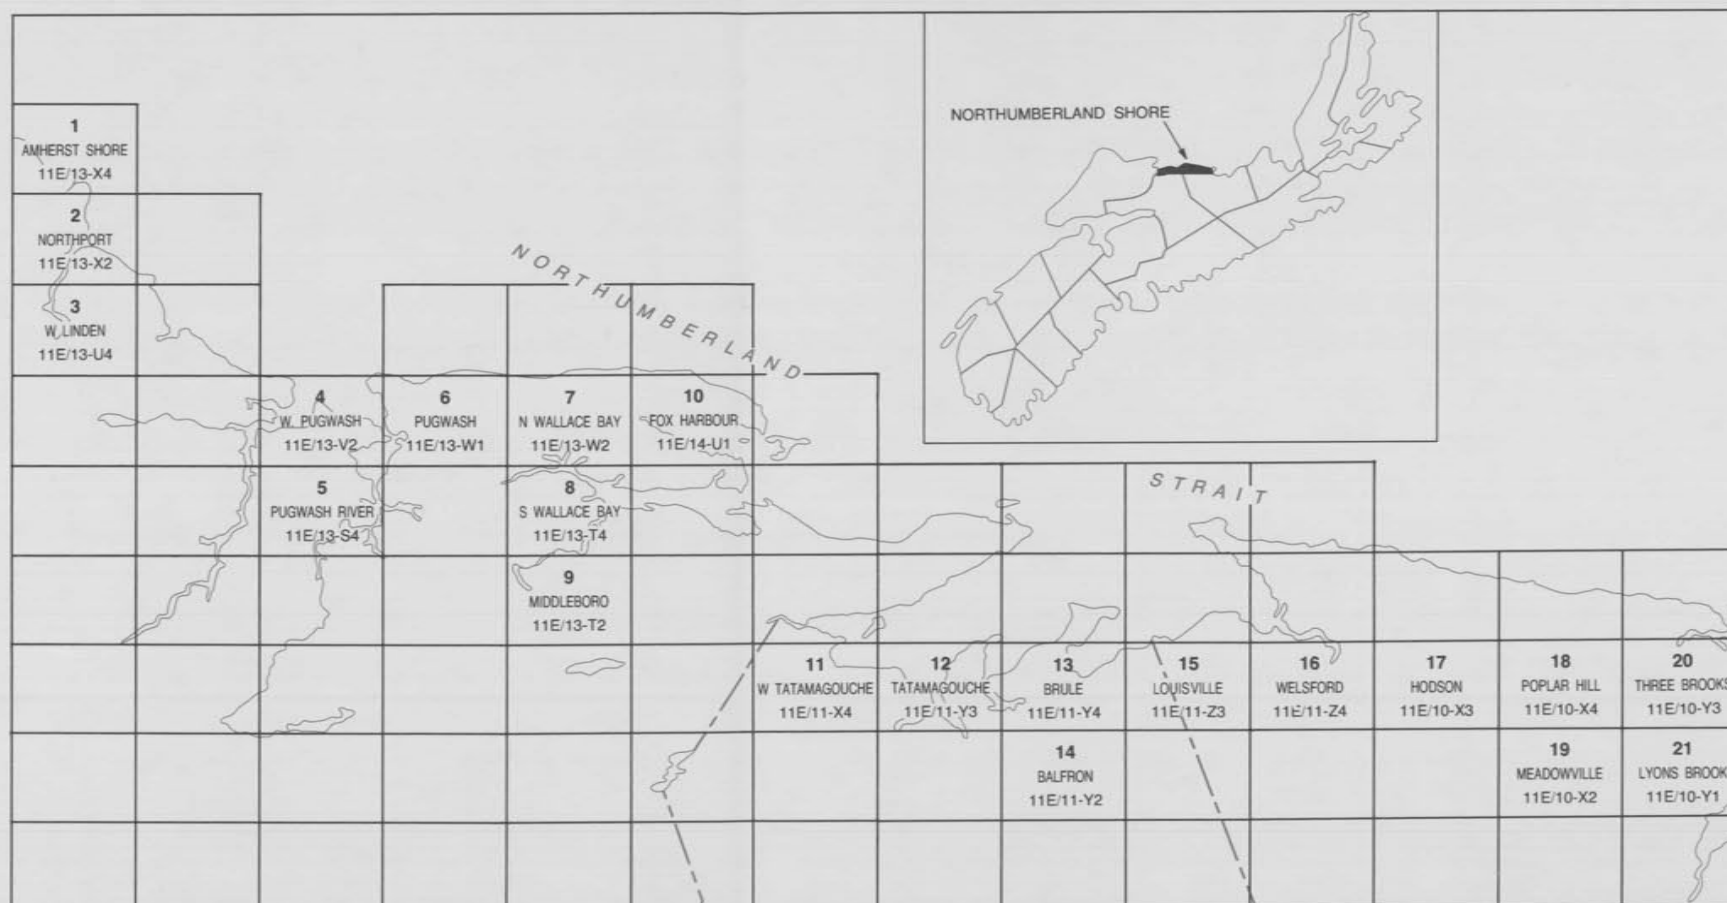 NORTHUMBERLAND SHORE
1
AMHERST SHORE
11E/13-X4
2
NORTHPORT
11E/13-X2
3
W LINDEN
11E/13-U4
NORTHUMBERLAND
4
W PUGWASH
11E/13-V2
6
PUGWASH
11E/13-W1
7
N WALLACE BAY
11E/13-W2
10
FOX HARBOUR
11E/14-U1
5
PUGWASH RIVER
11E/13-S4
8
S WALLACE BAY
11E/13-T4
STRAIT
9
MIDDLEBORO
11E/13-T2
11
W TATAMAGOUCHE
11E/11-X4
12
TATAMAGOUCHE
11E/11-Y3
13
BRULE
11E/11-Y4
15
LOUISVILLE
11E/11-Z3
16
WELSFORD
11E/11-Z4
17
HODSON
11E/10-X3
18
POPLAR HILL
11E/10-X4
20
THREE BROOKS
11E/10-Y3
14
BALFRON
11E/11-Y2
19
MEADOWVILLE
11E/10-X2
21
LYONS BROOK
11E/10-Y1